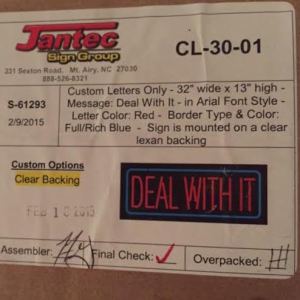 Jantec
Sign Group
CL-30-01
331 Sexton Road. Mt. Airy, NC 27030
888-526-8321
S-61293
2/9/2015
Custom Letters Only - 32" wide x 13" high -
Message: Deal With It - in Arial Font Style -
Letter Color: Red - Border Type & Color:
Full/Rich Blue - Sign is mounted on a clear
lexan backing
Custom Options
Clear Backing
FEB 18 2015
DEAL WITH IT
Assembler:
Final Check:
Overpacked: